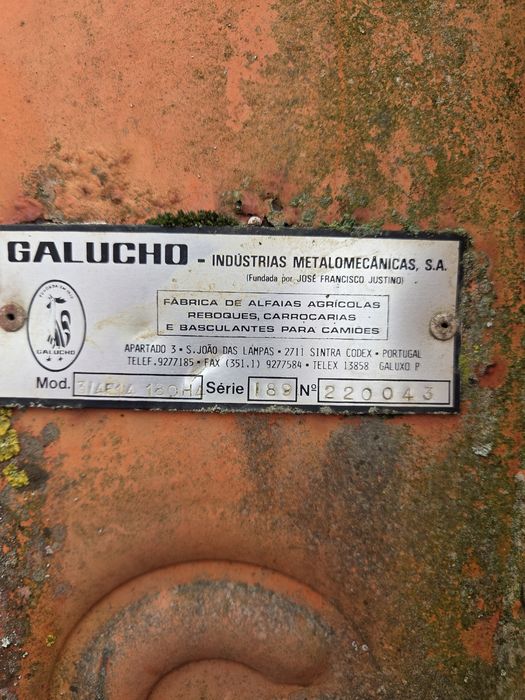 GALUCHO - INDÚSTRIAS METALOMECÂNICAS, S.A.
(Fundada por JOSÉ FRANCISCO JUSTINO)
FÁBRICA DE ALFAIAS AGRÍCOLAS
REBOQUES, CARROÇARIAS
E BASCULANTES PARA CAMIÕES
GALUCHO
APARTADO 3 • S.JOÃO DAS LAMPAS • 2711 SINTRA CODEX • PORTUGAL
TELEF.9277185 • FAX (351.1) 9277584 • TELEX 13858 GALUXO P
Mod. Série 189 Nº 220043